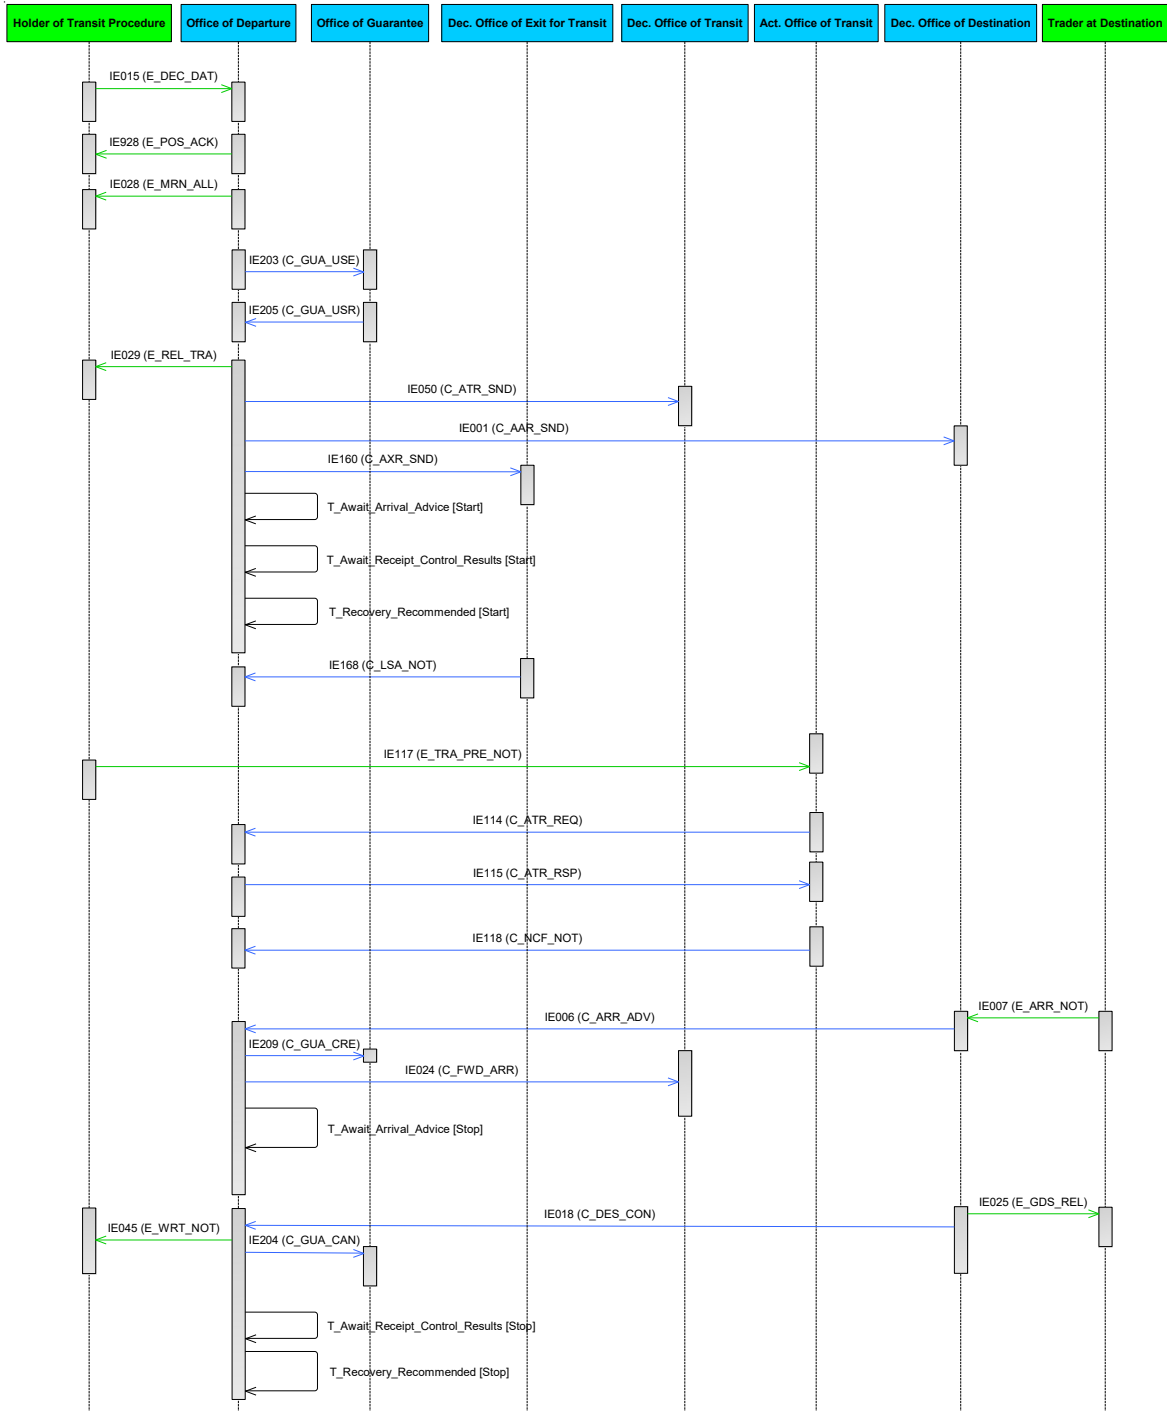 Holder of Transit Procedure
Office of Departure
Office of Guarantee
Dec. Office of Exit for Transit
Dec. Office of Transit
Act. Office of Transit
Dec. Office of Destination
Trader at Destination
IE015 (E_DEC_DAT)
IE928 (E_POS_ACK)
IE028 (E_MRN_ALL)
IE203 (C_GUA_USE)
IE205 (C_GUA_USR)
IE029 (E_REL_TRA)
IE050 (C_ATR_SND)
IE001 (C_AAR_SND)
IE160 (C_AXR_SND)
T_Await_Arrival_Advice [Start]
T_Await_Receipt_Control_Results [Start]
T_Recovery_Recommended [Start]
IE168 (C_LSA_NOT)
IE117 (E_TRA_PRE_NOT)
IE114 (C_ATR_REQ)
IE115 (C_ATR_RSP)
IE118 (C_NCF_NOT)
IE007 (E_ARR_NOT)
IE006 (C_ARR_ADV)
IE209 (C_GUA_CRE)
IE024 (C_FWD_ARR)
T_Await_Arrival_Advice [Stop]
IE025 (E_GDS_REL)
IE018 (C_DES_CON)
IE045 (E_WRT_NOT)
IE204 (C_GUA_CAN)
T_Await_Receipt_Control_Results [Stop]
T_Recovery_Recommended [Stop]